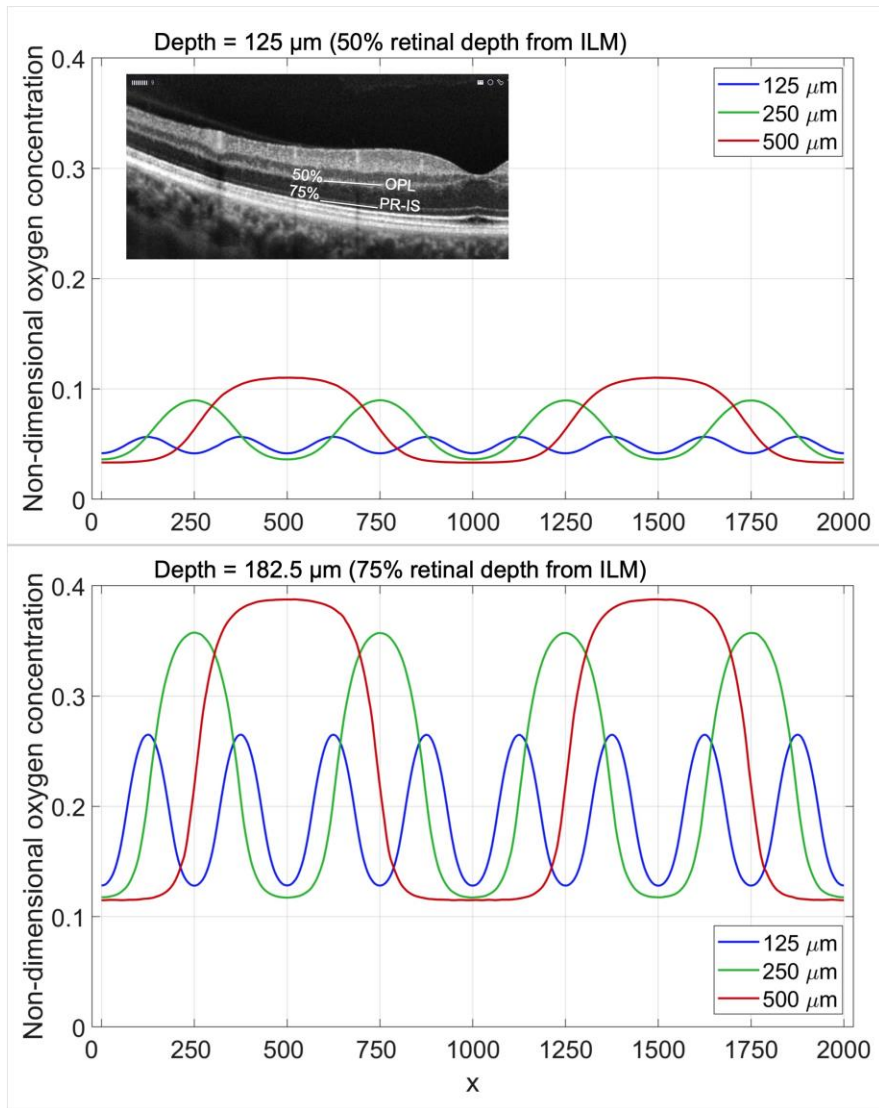 Depth = 125 µm (50% retinal depth from ILM)
Non-dimensional oxygen concentration
0.4
0.3
0.2
0.1
0
125 μm
250 μm
500 μm
50%
OPL
75%
PR-IS
0 250 500 750 1000 1250 1500 1750 2000
Depth = 182.5 µm (75% retinal depth from ILM)
Non-dimensional oxygen concentration
0.4
0.3
0.2
0.1
0
125 μm
250 μm
500 μm
0 250 500 750 1000 1250 1500 1750 2000
x